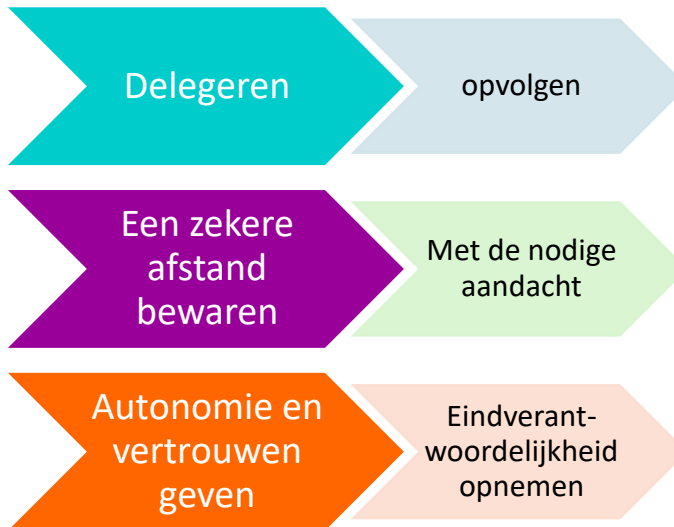 Delegeren
opvolgen
Een zekere
afstand
bewaren
Met de nodige
aandacht
Autonomie en
vertrouwen
geven
Eindverant-
woordelijkheid
opnemen